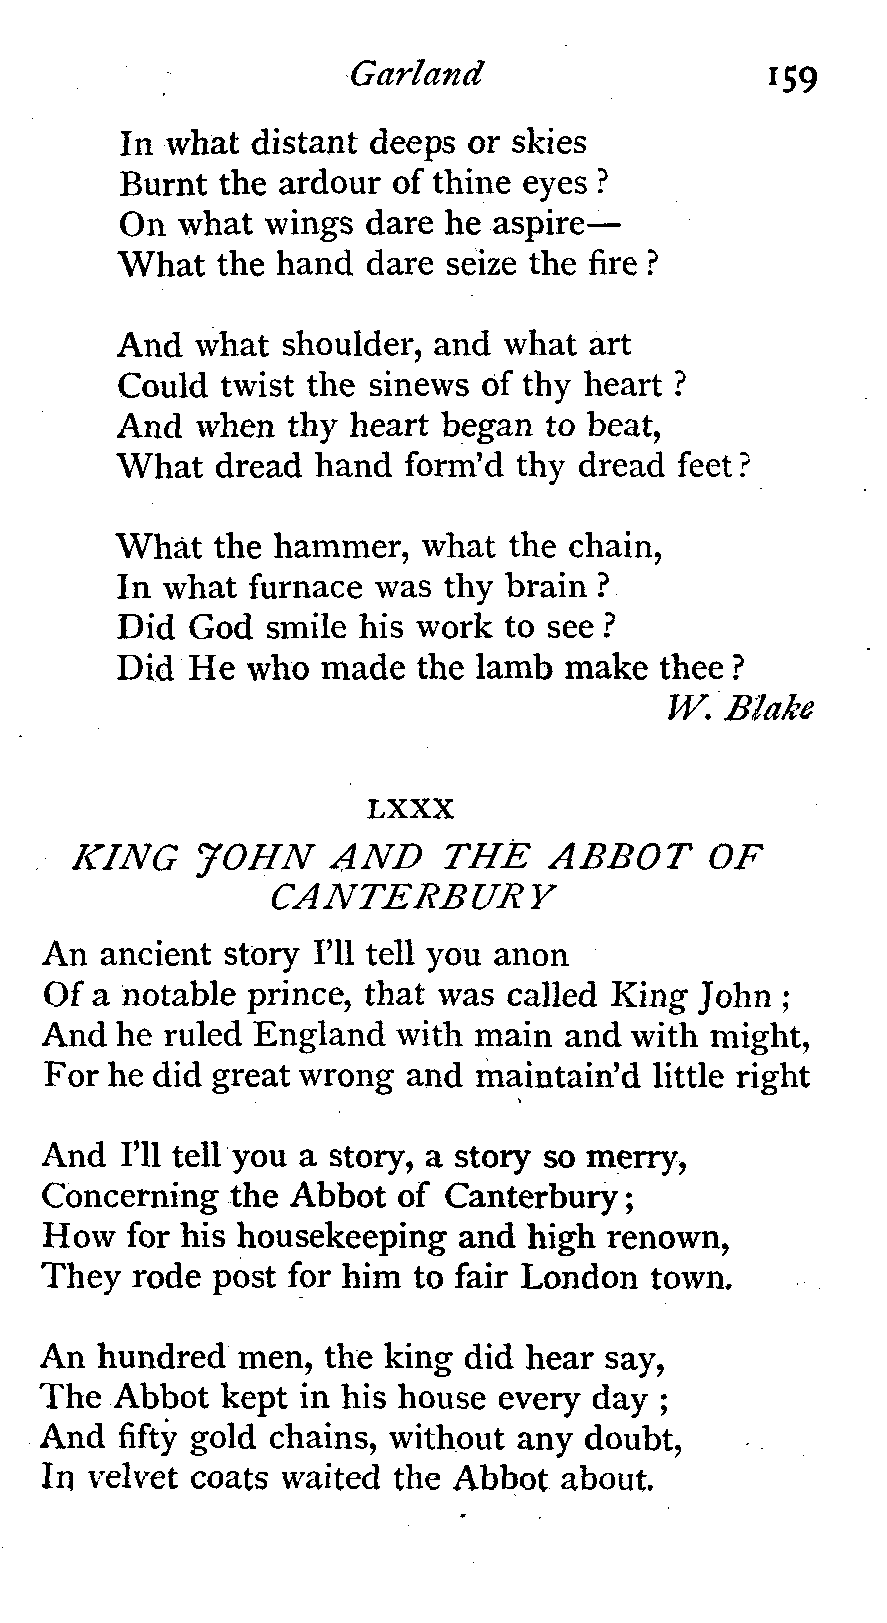 Garland 159
In what distant deeps or skies
Burnt the ardour of thine eyes ?
On what wings dare he aspire—
What the hand dare seize the fire ?
And what shoulder, and what art
Could twist the sinews of thy heart ?
And when thy heart began to beat,
What dread hand form'd thy dread feet ?
What the hammer, what the chain,
In what furnace was thy brain ?
Did God smile his work to see ?
Did He who made the lamb make thee ?
W. Blake
LXXX
KING JOHN AND THE ABBOT OF
CANTERBURY
An ancient story I'll tell you anon
Of a notable prince, that was called King John ;
And he ruled England with main and with might,
For he did great wrong and maintain'd little right
And I'll tell you a story, a story so merry,
Concerning the Abbot of Canterbury ;
How for his housekeeping and high renown,
They rode post for him to fair London town.
An hundred men, the king did hear say,
The Abbot kept in his house every day ;
And fifty gold chains, without any doubt,
In velvet coats waited the Abbot about.